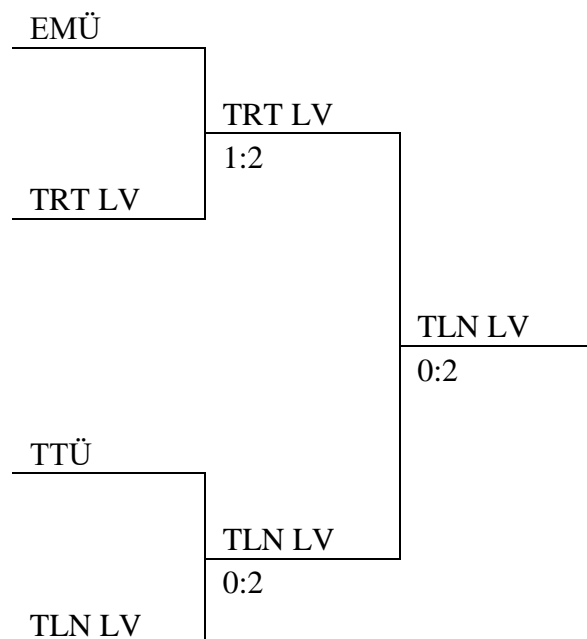 EMÜ
TRT LV
1:2
TRT LV
TLN LV
0:2
TTÜ
TLN LV
0:2
TLN LV